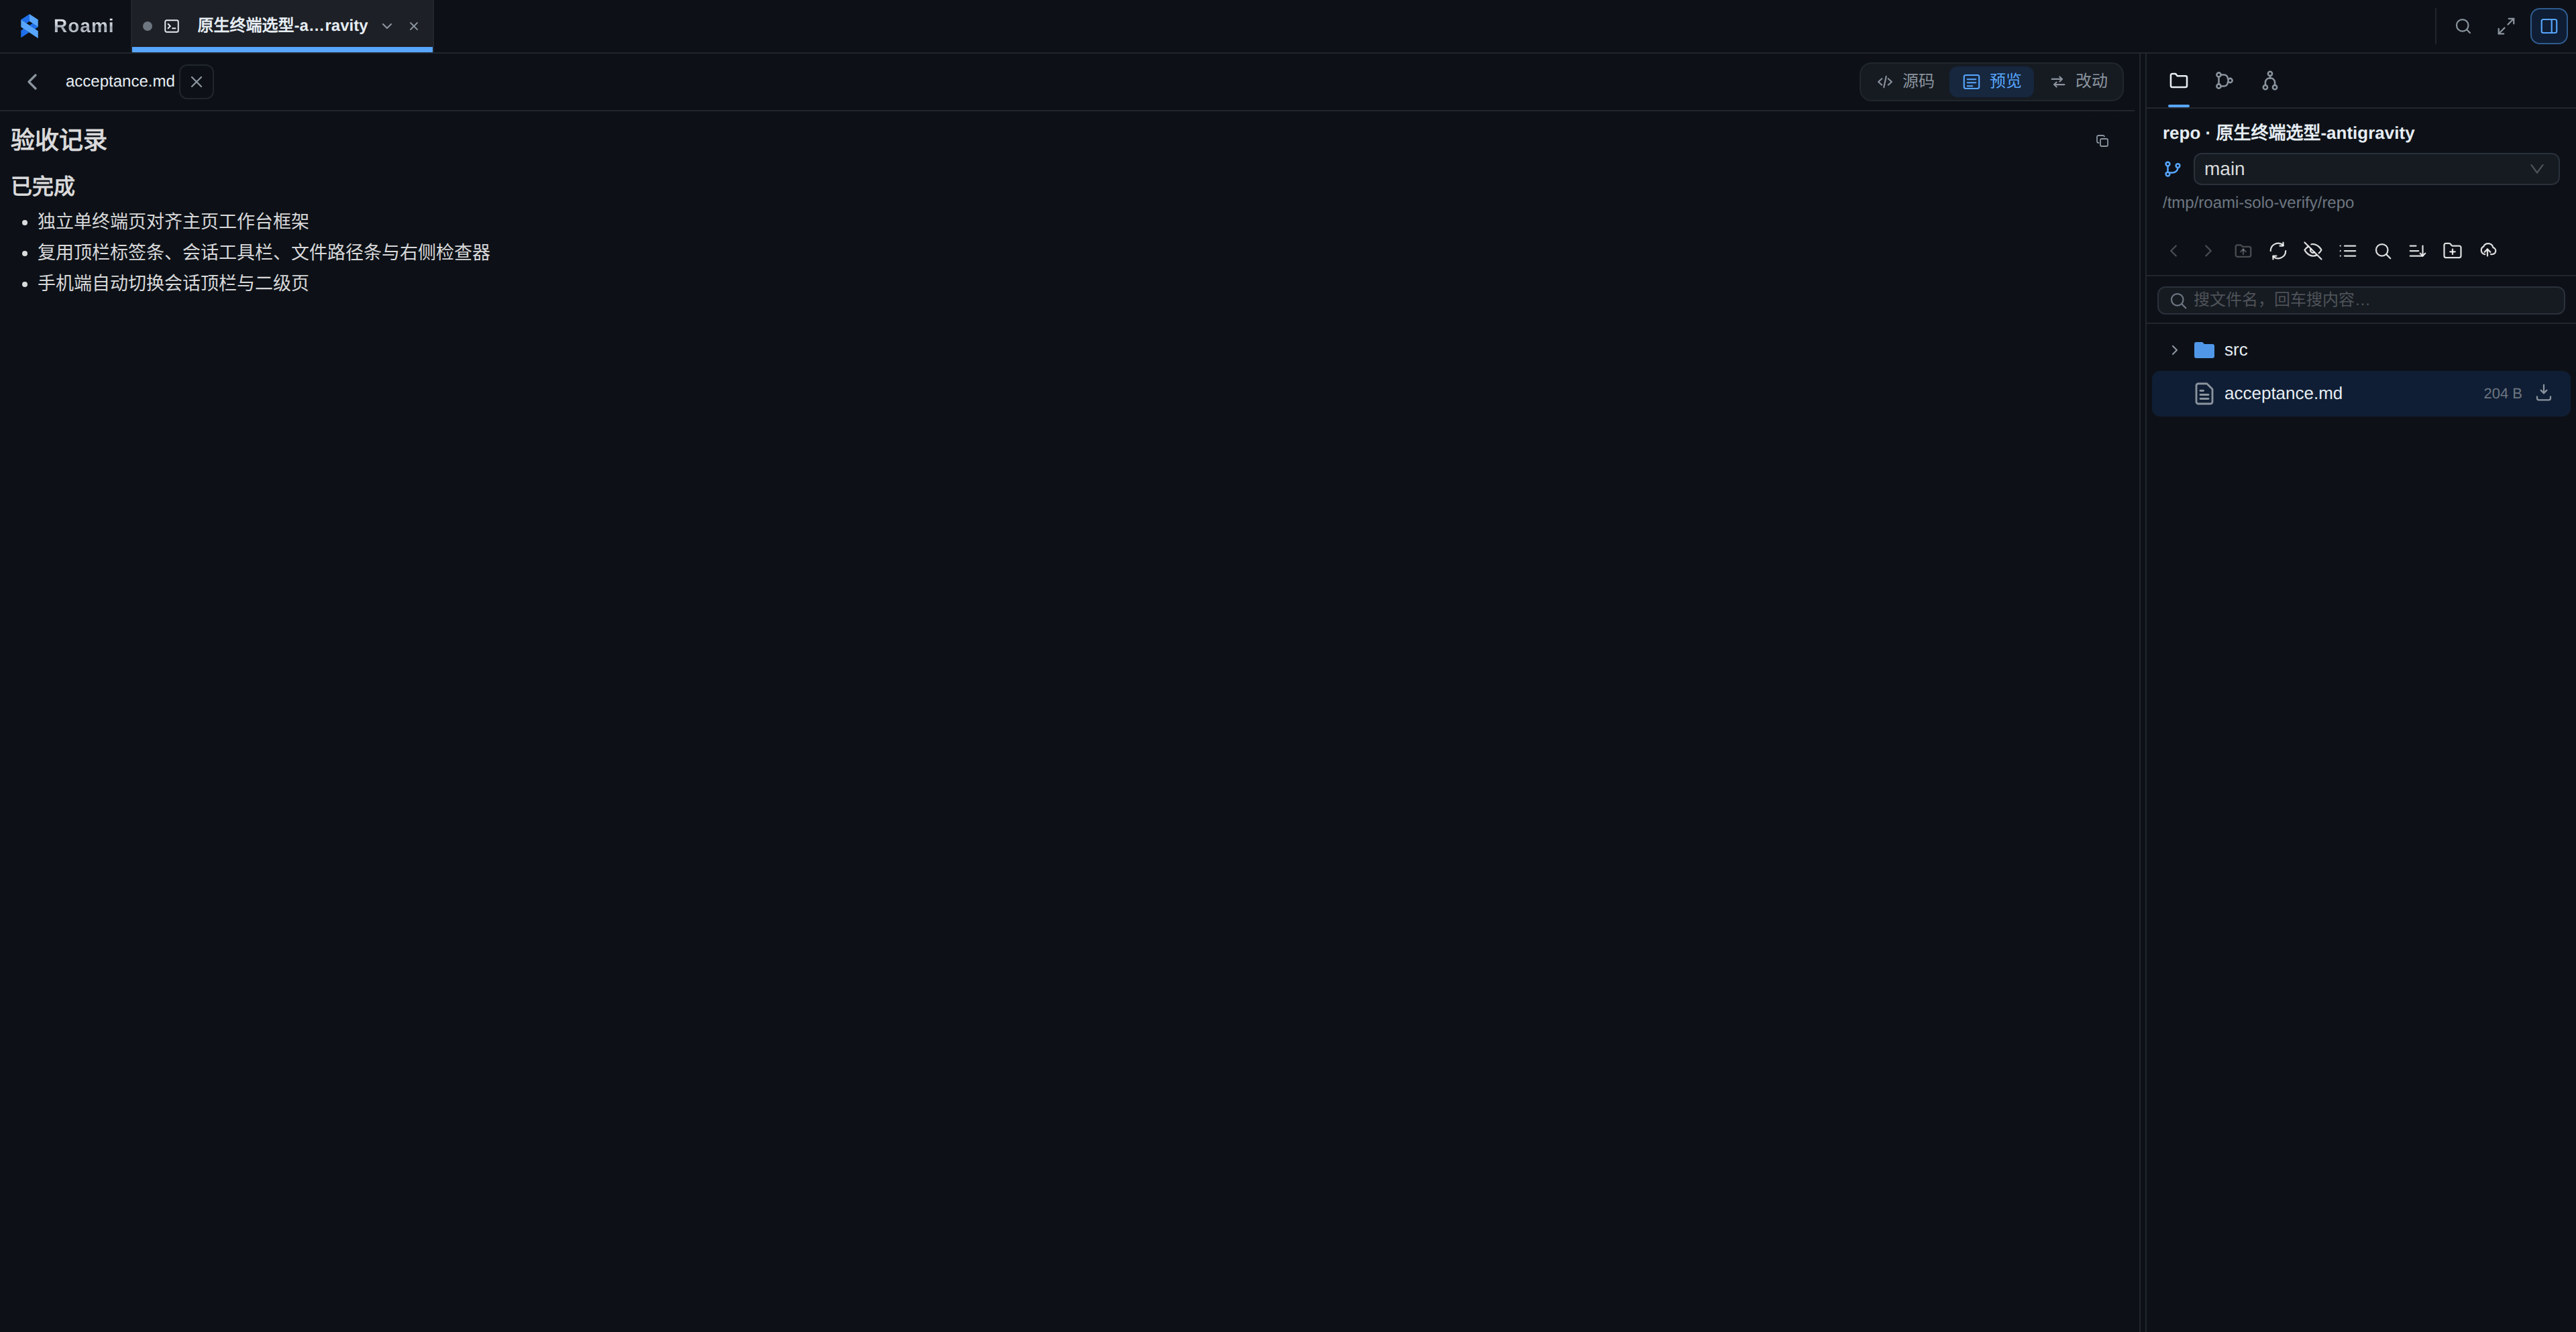 Roami
原生终端选型-a…ravity
acceptance.md
源码
预览
改动
验收记录
已完成
独立单终端页对齐主页工作台框架
复用顶栏标签条、会话工具栏、文件路径条与右侧检查器
手机端自动切换会话顶栏与二级页
repo · 原生终端选型-antigravity
main
/tmp/roami-solo-verify/repo
搜文件名，回车搜内容…
src
acceptance.md 204 B